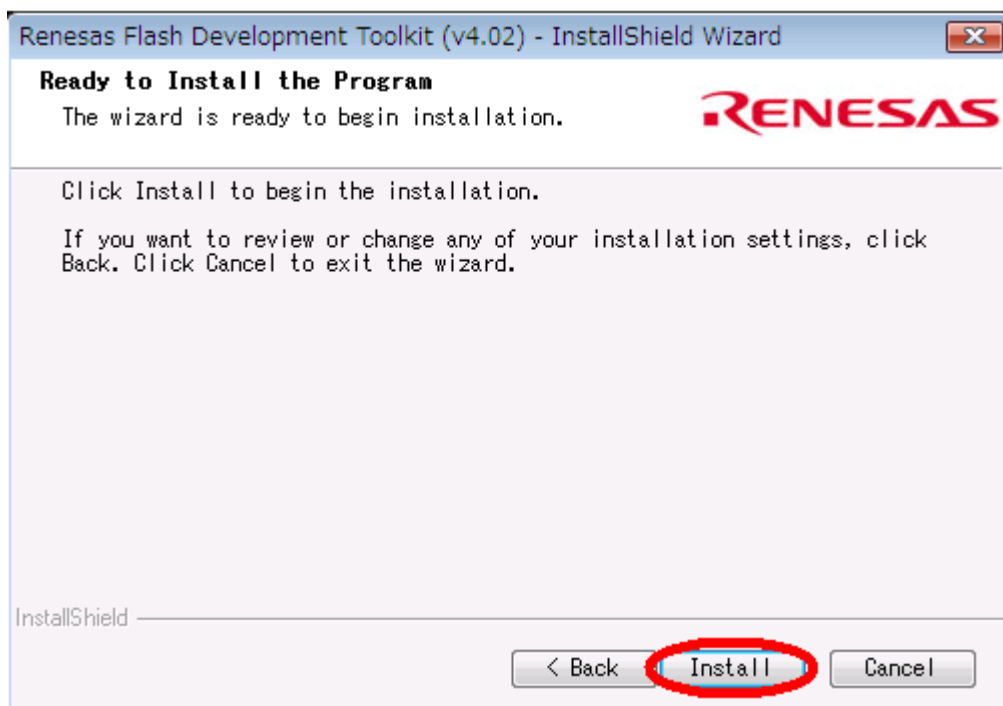 Renesas Flash Development Toolkit (v4.02) - InstallShield Wizard
Ready to Install the Program
The wizard is ready to begin installation.
RENESAS
Click Install to begin the installation.
If you want to review or change any of your installation settings, click
Back. Click Cancel to exit the wizard.
InstallShield
< Back Install Cancel